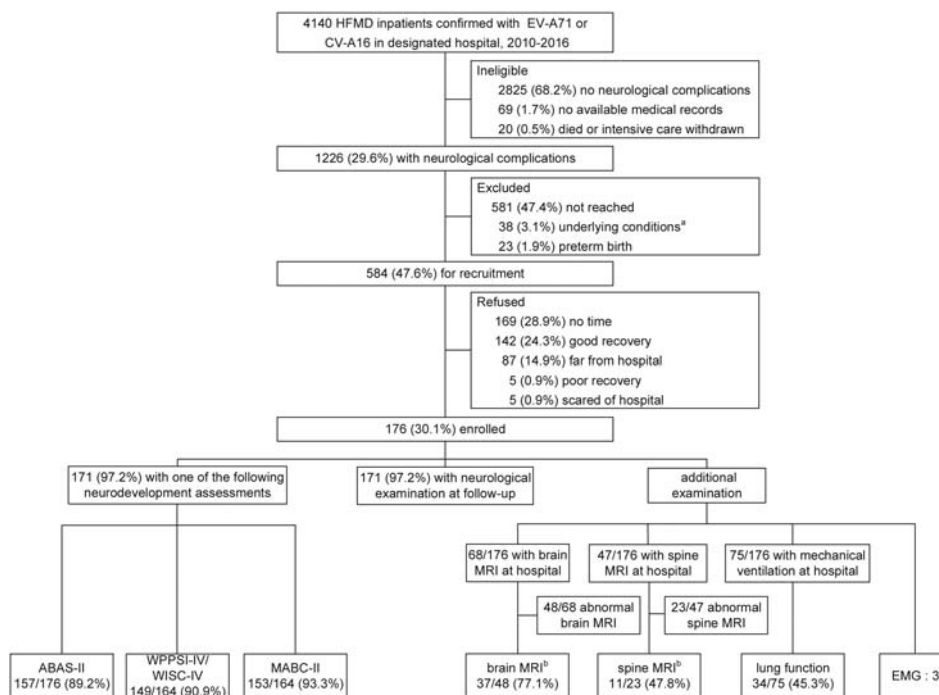 4140 HFMD inpatients confirmed with EV-A71 or
CV-A16 in designated hospital, 2010-2016
Ineligible
2825 (68.2%) no neurological complications
69 (1.7%) no available medical records
20 (0.5%) died or intensive care withdrawn
1226 (29.6%) with neurological complications
Excluded
581 (47.4%) not reached
38 (3.1%) underlying conditionsᵃ
23 (1.9%) preterm birth
584 (47.6%) for recruitment
Refused
169 (28.9%) no time
142 (24.3%) good recovery
87 (14.9%) far from hospital
5 (0.9%) poor recovery
5 (0.9%) scared of hospital
176 (30.1%) enrolled
171 (97.2%) with one of the following
neurodevelopment assessments
171 (97.2%) with neurological
examination at follow-up
additional
examination
68/176 with brain
MRI at hospital
47/176 with spine
MRI at hospital
75/176 with mechanical
ventilation at hospital
48/68 abnormal
brain MRI
23/47 abnormal
spine MRI
ABAS-II
157/176 (89.2%)
WPPSI-IV/
WISC-IV
149/164 (90.9%)
MABC-II
153/164 (93.3%)
brain MRIᵇ
37/48 (77.1%)
spine MRIᵇ
11/23 (47.8%)
lung function
34/75 (45.3%)
EMG : 3